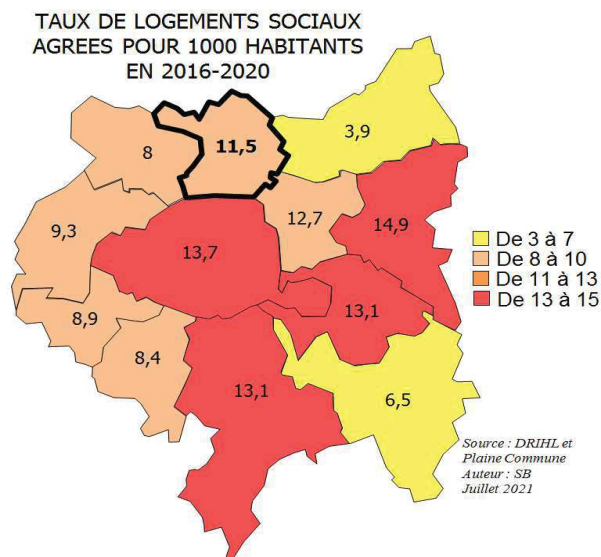 TAUX DE LOGEMENTS SOCIAUX
AGREES POUR 1000 HABITANTS
EN 2016-2020
3,9
8
11,5
12,7
14,9
9,3
13,7
De 3 à 7
De 8 à 10
De 11 à 13
De 13 à 15
8,9
13,1
8,4
13,1
6,5
Source : DRIHL et
Plaine Commune
Auteur : SB
Juillet 2021